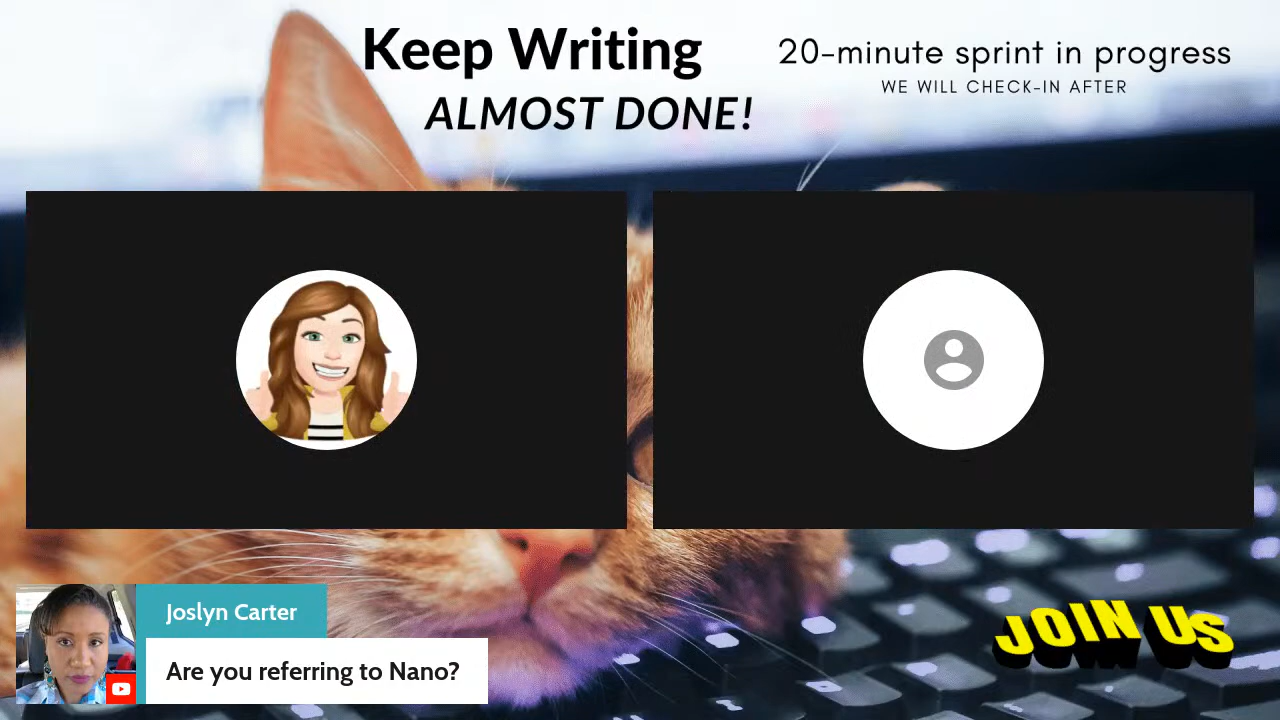 Keep Writing
ALMOST DONE!
20-minute sprint in progress
WE WILL CHECK-IN AFTER
Joslyn Carter
Are you referring to Nano?
JOIN US